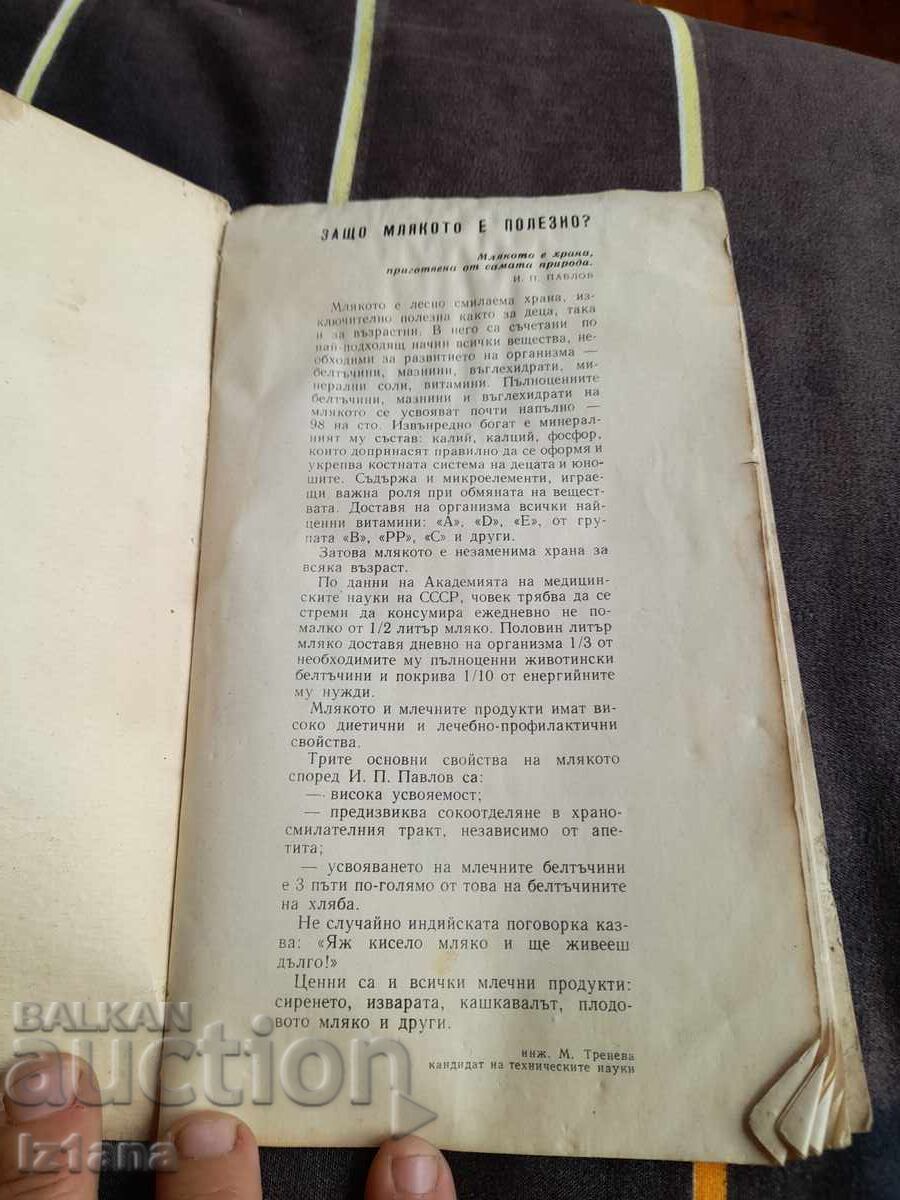 ЗАЩО МЛЯКОТО Е ПОЛЕЗНО?
Млякото е храна,
приготвена от самата природа.
И. П. ПАВЛОВ
Млякото е лесно смилаема храна, из-
ключително полезна както за деца, така
и за възрастни. В него са съчетани по
най-подходящ начин всички вещества, не-
обходими за развитието на организма —
белтъчини, мазнини, въглехидрати, ми-
нерални соли, витамини. Пълноценните
белтъчини, мазнини и въглехидрати на
млякото се усвояват почти напълно —
98 на сто. Извънредно богат е минерал-
ният му състав: калий, калций, фосфор,
които допринасят правилно да се оформя и
укрепва костната система на децата и юно-
шите. Съдържа и микроелементи, играе-
щи важна роля при обмяната на вещест-
вата. Доставя на организма всички най-
ценни витамини: «А», «D», «Е», от гру-
пата «В», «РР», «С» и други.
Затова млякото е незаменима храна за
всяка възраст.
По данни на Академията на медицин-
ските науки на СССР, човек трябва да се
стреми да консумира ежедневно не по-
малко от 1/2 литър мляко. Половин литър
мляко доставя дневно на организма 1/3 от
необходимите му пълноценни животински
белтъчини и покрива 1/10 от енергийните
му нужди.
Млякото и млечните продукти имат ви-
соко диетични и лечебно-профилактични
свойства.
Трите основни свойства на млякото
според И. П. Павлов са:
— висока усвояемост;
— предизвиква сокоотделяне в храно-
смилателния тракт, независимо от апе-
тита;
— усвояването на млечните белтъчини
е 3 пъти по-голямо от това на белтъчините
на хляба.
Не случайно индийската поговорка каз-
ва: «Яж кисело мляко и ще живееш
дълго!»
Ценни са и всички млечни продукти:
сиренето, изварата, кашкавалът, плодо-
вото мляко и други.
инж. М. Тренева
кандидат на техническите науки
BALKAN
auction
iz1ana